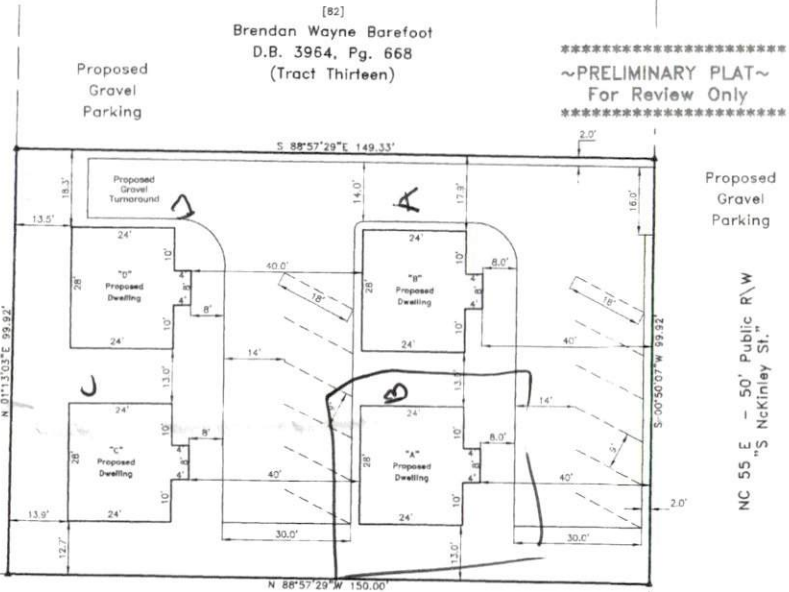 [82]
Brendan Wayne Barefoot
D.B. 3964, Pg. 668
(Tract Thirteen)
Proposed
Gravel
Parking
************************
~PRELIMINARY PLAT~
For Review Only
************************
S 88°57'29"E 149.33'
2.0'
Proposed
Gravel
Turnaround
18.3'
14.0'
17.9'
16.0'
Proposed
Gravel
Parking
D
A
13.5'
24'
10'
28'
"D"
Proposed
Dwelling
4'
8'
4'
10'
24'
40.0'
8'
24'
10'
28'
"B"
Proposed
Dwelling
4'
8'
4'
10'
24'
8.0'
18'
18'
40'
14'
13.0'
13.0'
N 01°13'03"E 99.92'
S 00°50'07"W 99.92'
NC 55 E - 50' Public R\W
"S NcKinley St."
C
B
24'
10'
28'
"C"
Proposed
Dwelling
4'
8'
4'
10'
24'
8'
40'
24'
10'
28'
"A"
Proposed
Dwelling
4'
8'
4'
10'
24'
8.0'
14'
9'
40'
13.9'
12.7'
30.0'
13.0'
30.0'
2.0'
N 88°57'29"W 150.00'